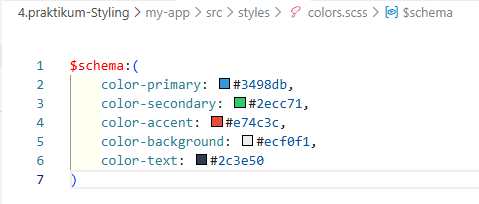 4.praktikum-Styling > my-app > src > styles > colors.scss > $schema
1 $schema:(
2 color-primary: #3498db,
3 color-secondary: #2ecc71,
4 color-accent: #e74c3c,
5 color-background: #ecf0f1,
6 color-text: #2c3e50
7 )